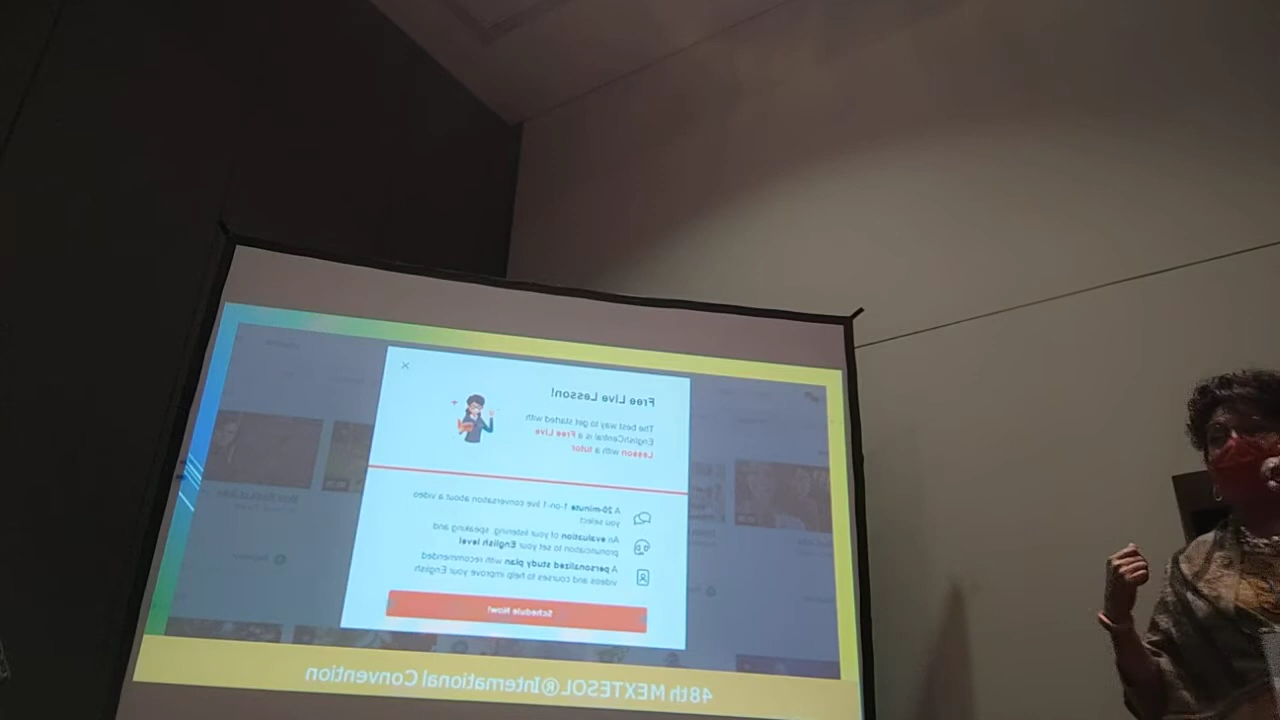 Free Live Lesson!
The best way to get started with
EnglishCentral is a Free Live
Lesson with a tutor
A 20-minute 1-on-1 live conversation about a video
you select
An evaluation of your listening, speaking, and
pronunciation to set your English level
A personalized study plan with recommended
videos and courses to help you improve your English
Schedule Now!
48th MEXTESOL®International Convention